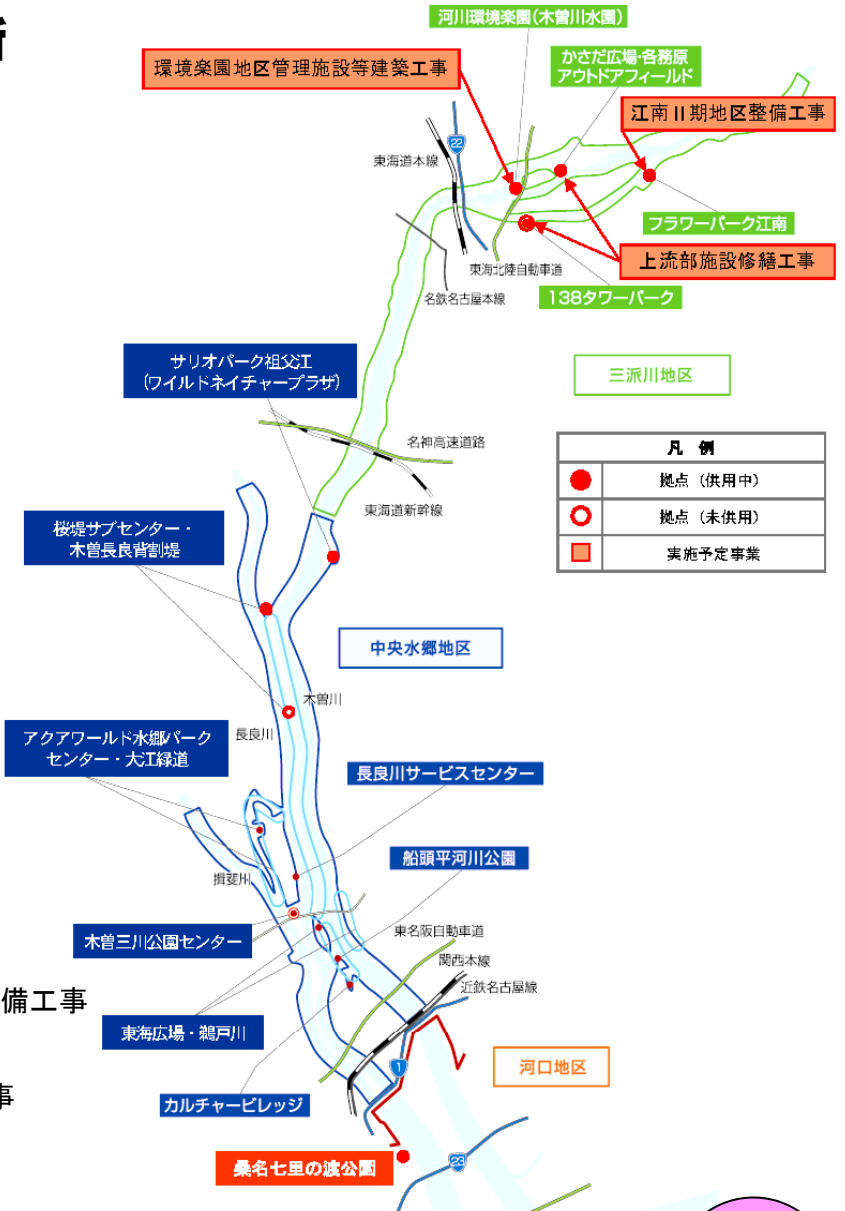 所
河川環境楽園(木曽川水園)
環境楽園地区管理施設等建築工事
かさだ広場・各務原
アウトドアフィールド
江南Ⅱ期地区整備工事
22
東海道本線
フラワーパーク江南
上流部施設修繕工事
東海北陸自動車道
138タワーパーク
名鉄名古屋本線
サリオパーク祖父江
(ワイルドネイチャープラザ)
三派川地区
名神高速道路
東海道新幹線
凡 例
拠点(供用中)
拠点(未供用)
実施予定事業
桜堤サブセンター・
木曽長良背割堤
中央水郷地区
木曽川
長良川
アクアワールド水郷パーク
センター・大江緑道
長良川サービスセンター
船頭平河川公園
揖斐川
木曽三川公園センター
東名阪自動車道
関西本線
近鉄名古屋線
備工事
東海広場・鵜戸川
河口地区
1
事
カルチャービレッジ
桑名七里の渡公園
23